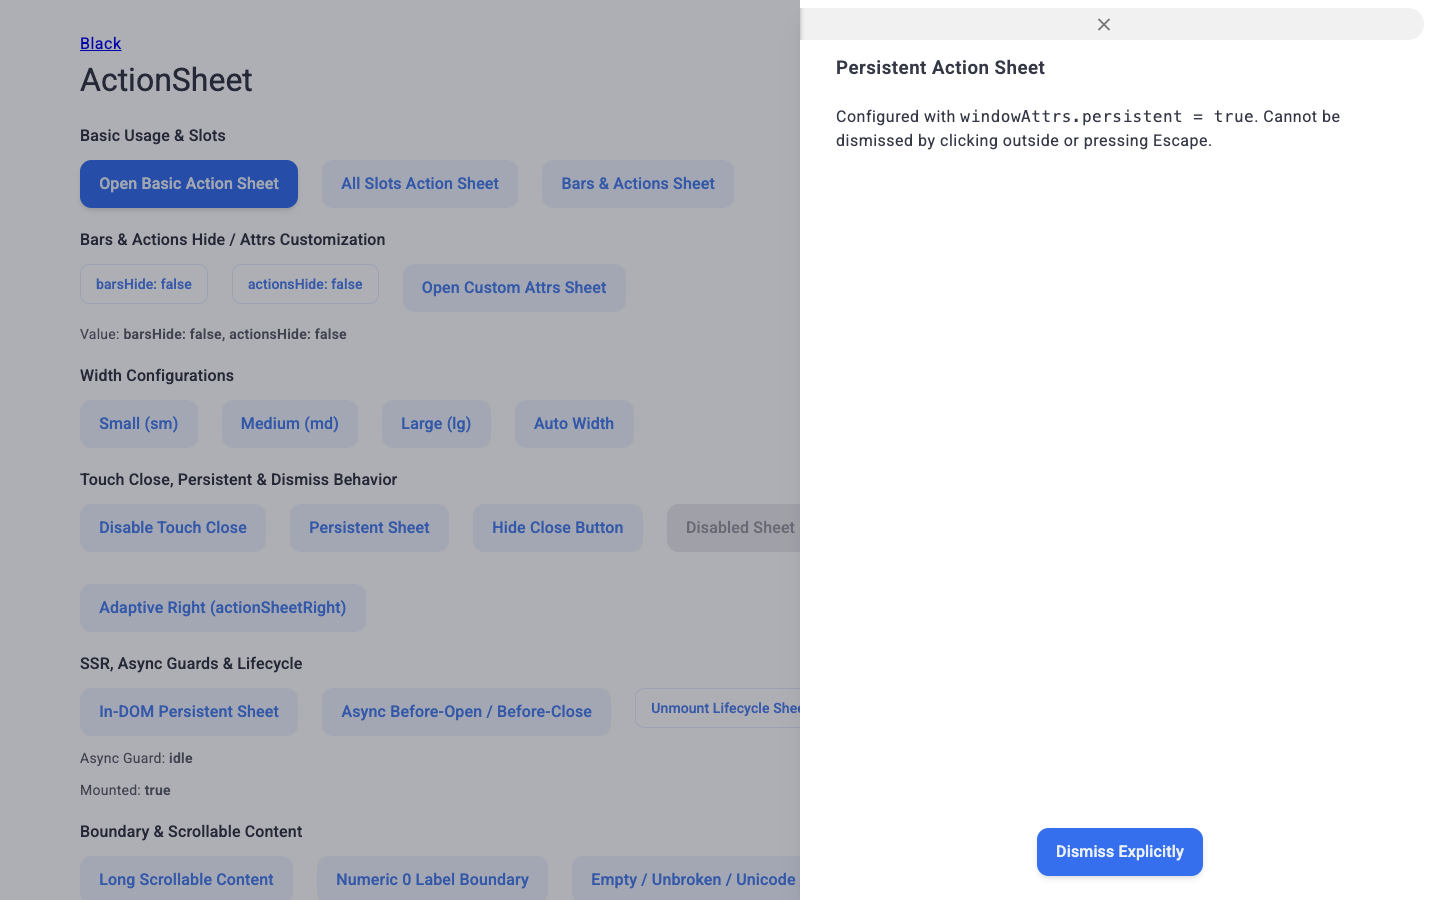 Black
ActionSheet
Basic Usage & Slots
Open Basic Action Sheet
All Slots Action Sheet
Bars & Actions Sheet
Bars & Actions Hide / Attrs Customization
barsHide: false
actionsHide: false
Open Custom Attrs Sheet
Value: barsHide: false, actionsHide: false
Width Configurations
Small (sm)
Medium (md)
Large (lg)
Auto Width
Touch Close, Persistent & Dismiss Behavior
Disable Touch Close
Persistent Sheet
Hide Close Button
Disabled Sheet
Adaptive Right (actionSheetRight)
SSR, Async Guards & Lifecycle
In-DOM Persistent Sheet
Async Before-Open / Before-Close
Unmount Lifecycle Shee
Async Guard: idle
Mounted: true
Boundary & Scrollable Content
Long Scrollable Content
Numeric 0 Label Boundary
Empty / Unbroken / Unicode
Persistent Action Sheet
Configured with windowAttrs.persistent = true. Cannot be
dismissed by clicking outside or pressing Escape.
Dismiss Explicitly